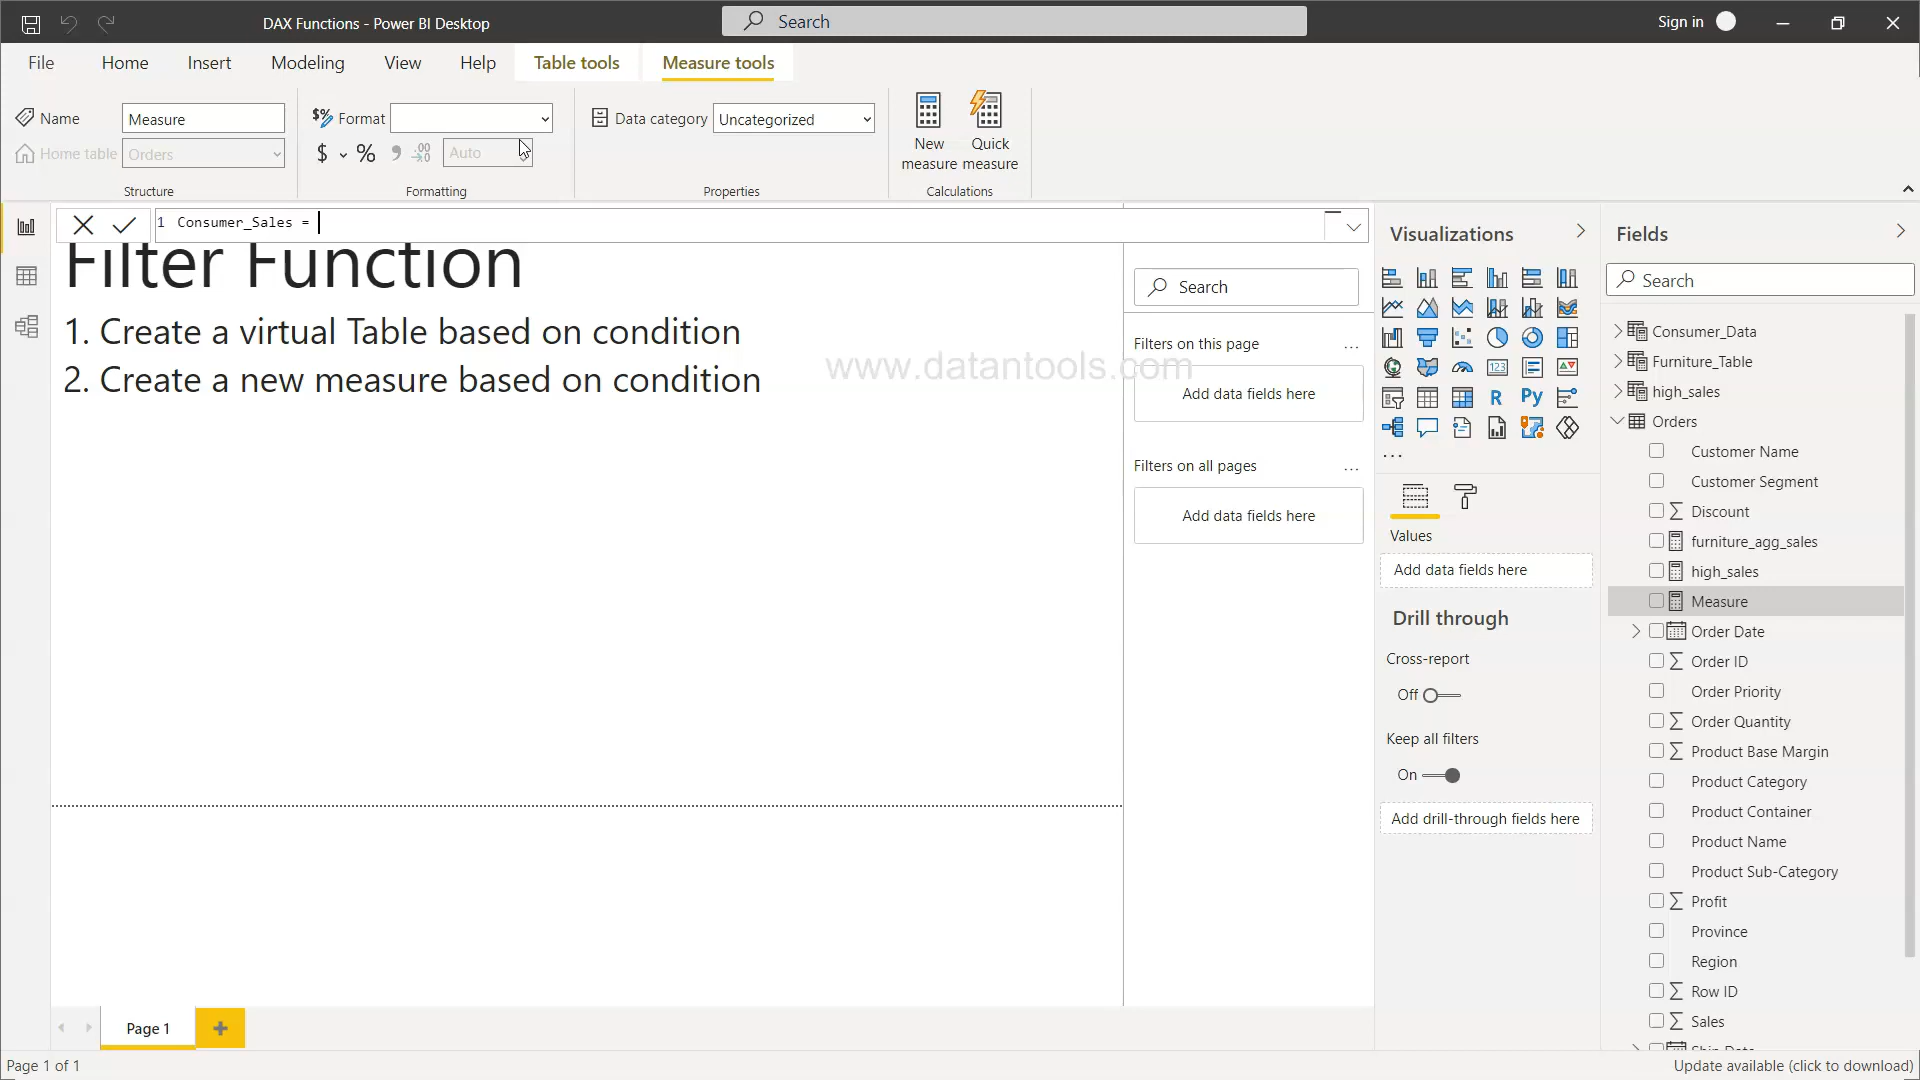 DAX Functions - Power BI Desktop
Search
Sign in
File
Home
Insert
Modeling
View
Help
Table tools
Measure tools
Name
Measure
Home table
Orders
Structure
$% Format
$
%
.00
Auto
Formatting
Data category
Uncategorized
Properties
New
measure
Quick
measure
Calculations
1 Consumer_Sales =
Filter Function
1. Create a virtual Table based on condition
2. Create a new measure based on condition
www.datantools.com
Search
Filters on this page
...
Add data fields here
Filters on all pages
...
Add data fields here
Visualizations
123
R
Py
...
Values
Add data fields here
Drill through
Cross-report
Off
Keep all filters
On
Add drill-through fields here
Fields
Search
Consumer_Data
Furniture_Table
high_sales
Orders
Customer Name
Customer Segment
Discount
furniture_agg_sales
high_sales
Measure
Order Date
Order ID
Order Priority
Order Quantity
Product Base Margin
Product Category
Product Container
Product Name
Product Sub-Category
Profit
Province
Region
Row ID
Sales
Ship Date
Page 1
Page 1 of 1
Update available (click to download)